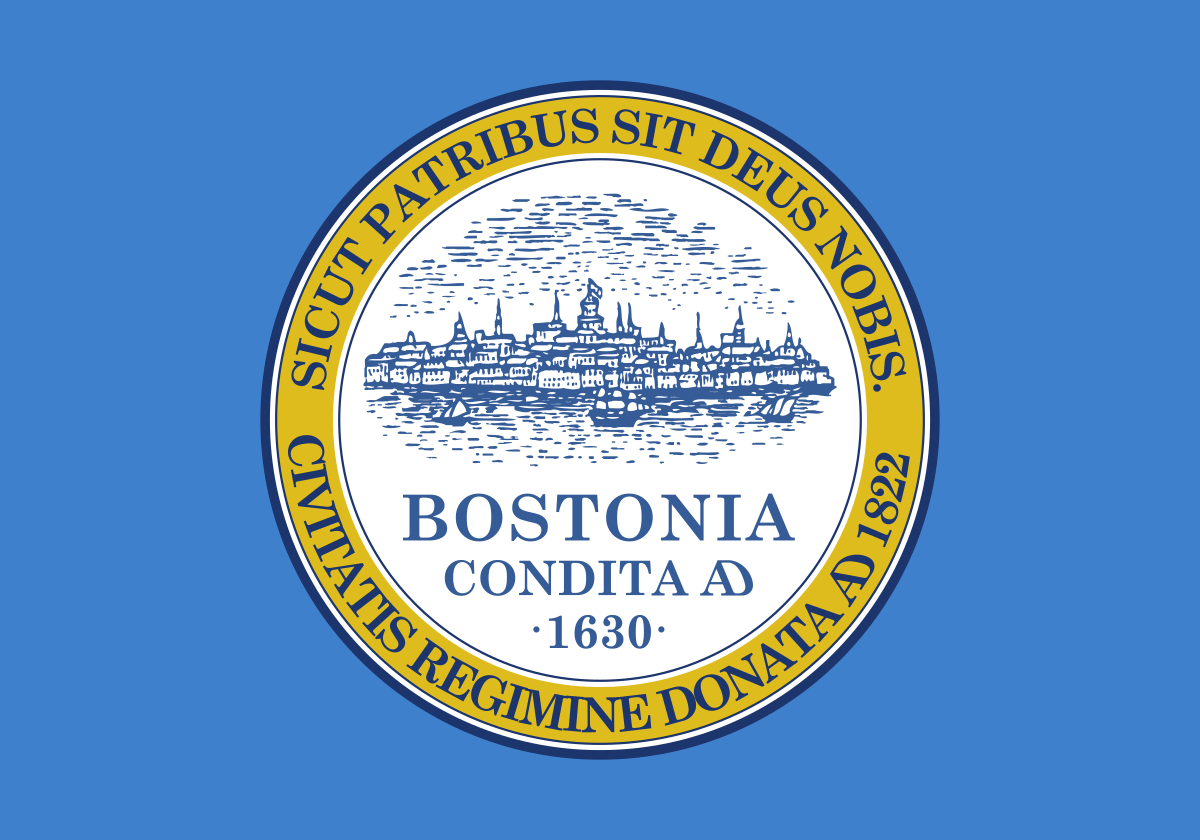 SICUT PATRIBUS SIT DEUS NOBIS.
BOSTONIA
CONDITA AD
·1630·
CIVITATIS REGIMINE DONATA AD 1822